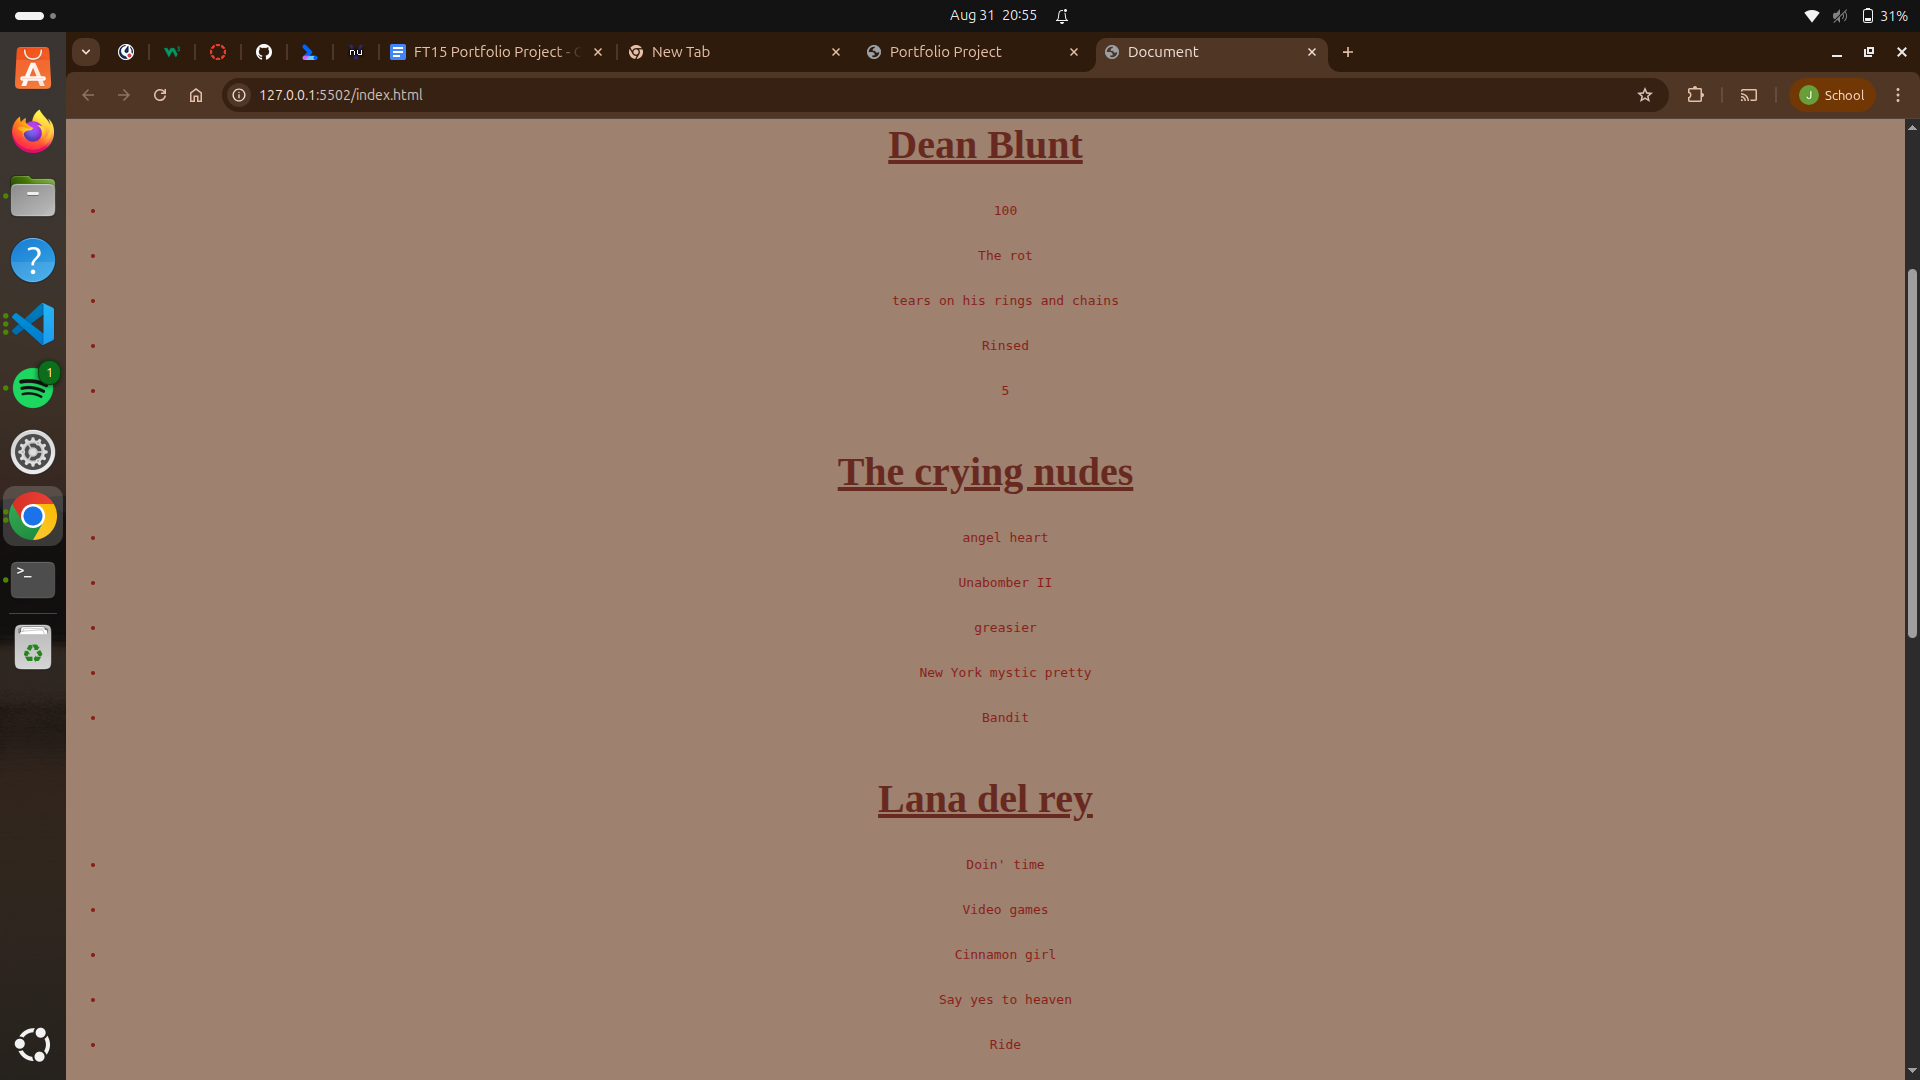 Aug 31 20:55
31%
FT15 Portfolio Project -
New Tab
Portfolio Project
Document
127.0.0.1:5502/index.html
J School
1
Dean Blunt
100
The rot
tears on his rings and chains
Rinsed
5
The crying nudes
angel heart
Unabomber II
greasier
New York mystic pretty
Bandit
Lana del rey
Doin' time
Video games
Cinnamon girl
Say yes to heaven
Ride